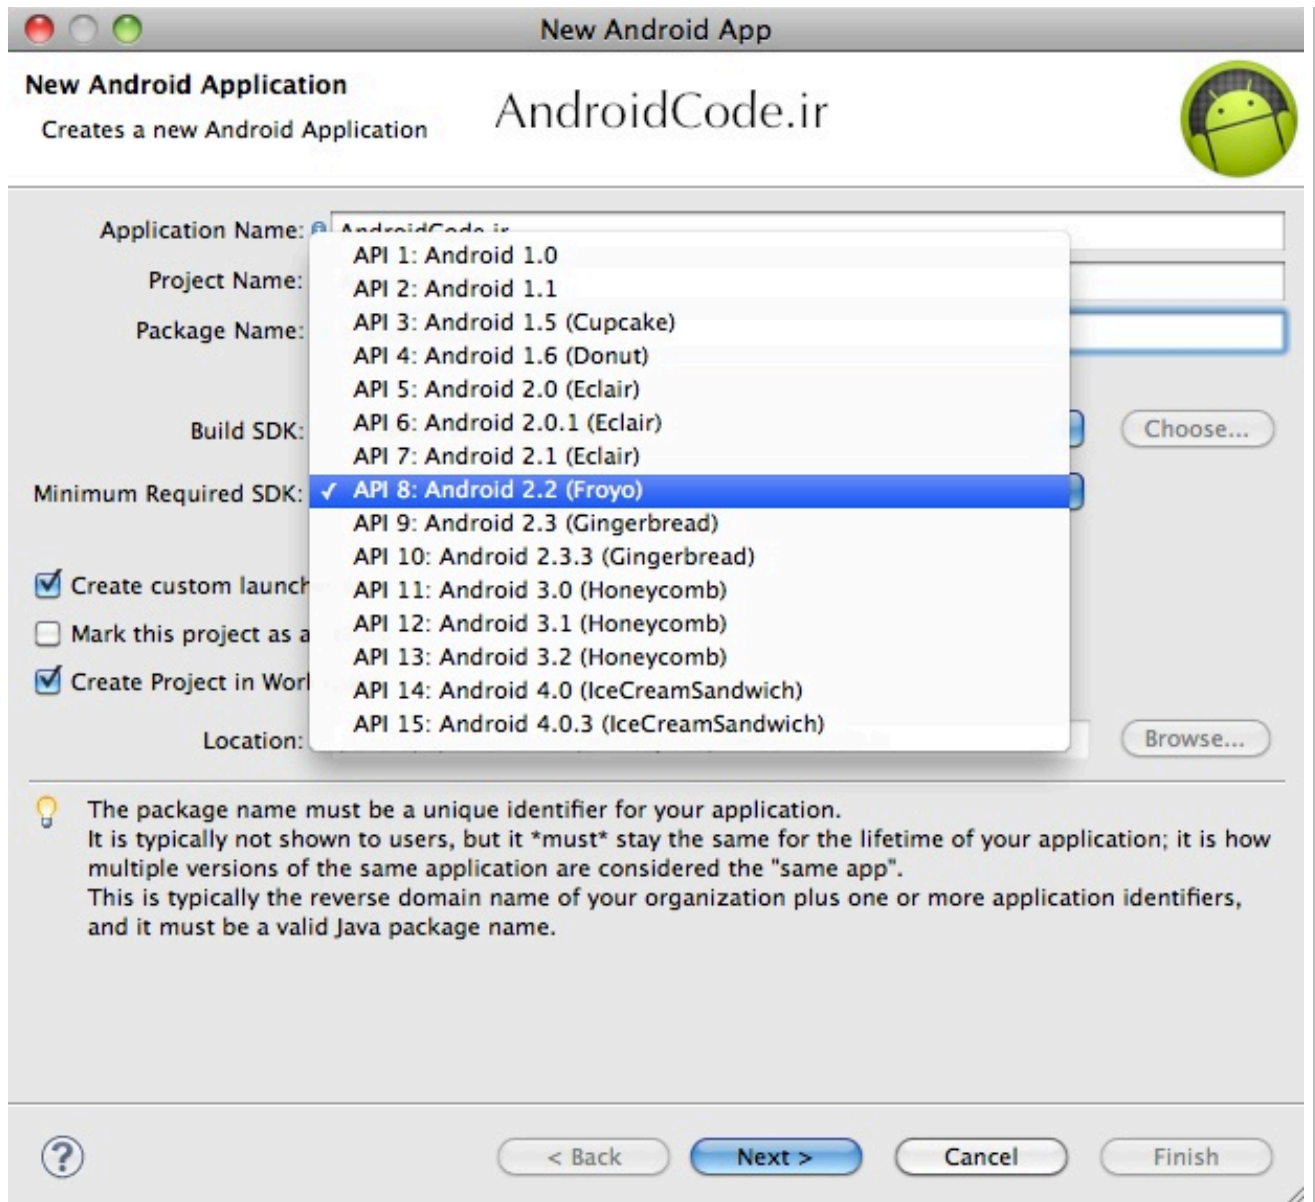 New Android App
New Android Application
Creates a new Android Application
AndroidCode.ir
Application Name: AndroidCode.ir
Project Name:
Package Name:
Build SDK:
Choose...
Minimum Required SDK:
API 1: Android 1.0
API 2: Android 1.1
API 3: Android 1.5 (Cupcake)
API 4: Android 1.6 (Donut)
API 5: Android 2.0 (Eclair)
API 6: Android 2.0.1 (Eclair)
API 7: Android 2.1 (Eclair)
✓ API 8: Android 2.2 (Froyo)
API 9: Android 2.3 (Gingerbread)
API 10: Android 2.3.3 (Gingerbread)
API 11: Android 3.0 (Honeycomb)
API 12: Android 3.1 (Honeycomb)
API 13: Android 3.2 (Honeycomb)
API 14: Android 4.0 (IceCreamSandwich)
API 15: Android 4.0.3 (IceCreamSandwich)
Create custom launch
Mark this project as a
Create Project in Wor
Location:
Browse...
The package name must be a unique identifier for your application.
It is typically not shown to users, but it *must* stay the same for the lifetime of your application; it is how
multiple versions of the same application are considered the "same app".
This is typically the reverse domain name of your organization plus one or more application identifiers,
and it must be a valid Java package name.
?
< Back
Next >
Cancel
Finish